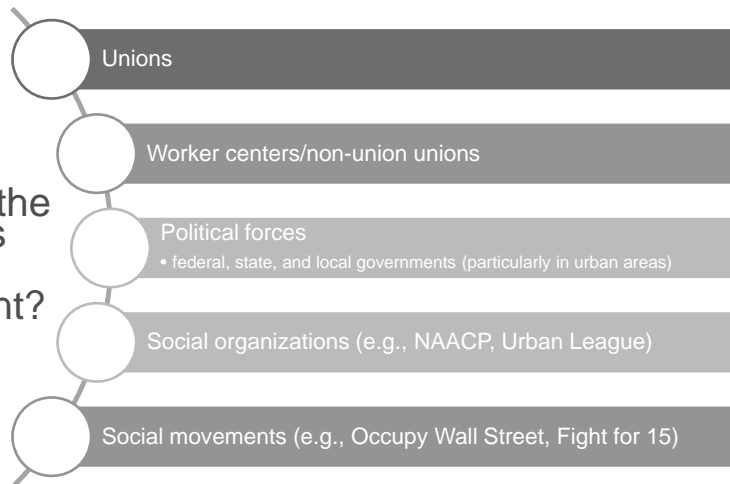 the
s
nt?
Unions
Worker centers/non-union unions
Political forces
• federal, state, and local governments (particularly in urban areas)
Social organizations (e.g., NAACP, Urban League)
Social movements (e.g., Occupy Wall Street, Fight for 15)